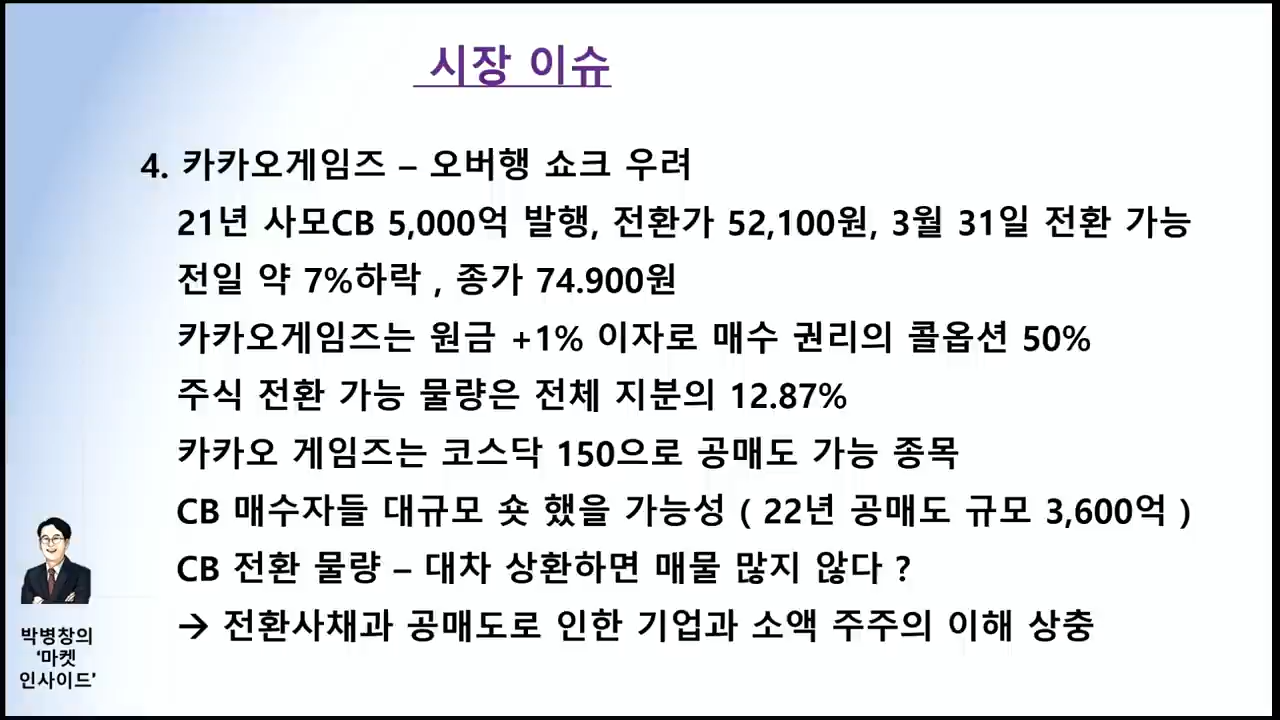 시장 이슈
4. 카카오게임즈 – 오버행 쇼크 우려
21년 사모CB 5,000억 발행, 전환가 52,100원, 3월 31일 전환 가능
전일 약 7%하락 , 종가 74.900원
카카오게임즈는 원금 +1% 이자로 매수 권리의 콜옵션 50%
주식 전환 가능 물량은 전체 지분의 12.87%
카카오 게임즈는 코스닥 150으로 공매도 가능 종목
CB 매수자들 대규모 숏 했을 가능성 ( 22년 공매도 규모 3,600억 )
CB 전환 물량 – 대차 상환하면 매물 많지 않다 ?
→ 전환사채과 공매도로 인한 기업과 소액 주주의 이해 상충
박병창의
‘마켓
인사이드’